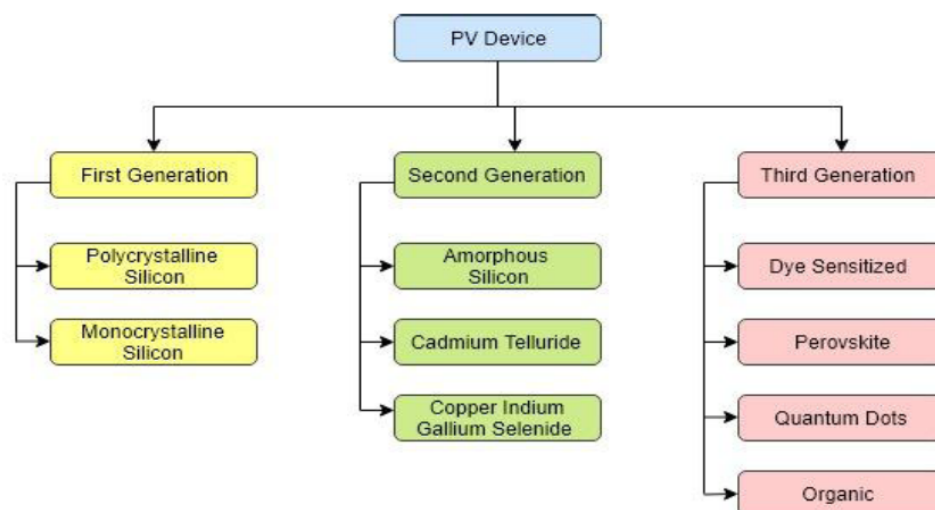 PV Device
First Generation
Polycrystalline
Silicon
Monocrystalline
Silicon
Second Generation
Amorphous
Silicon
Cadmium Telluride
Copper Indium
Gallium Selenide
Third Generation
Dye Sensitized
Perovskite
Quantum Dots
Organic